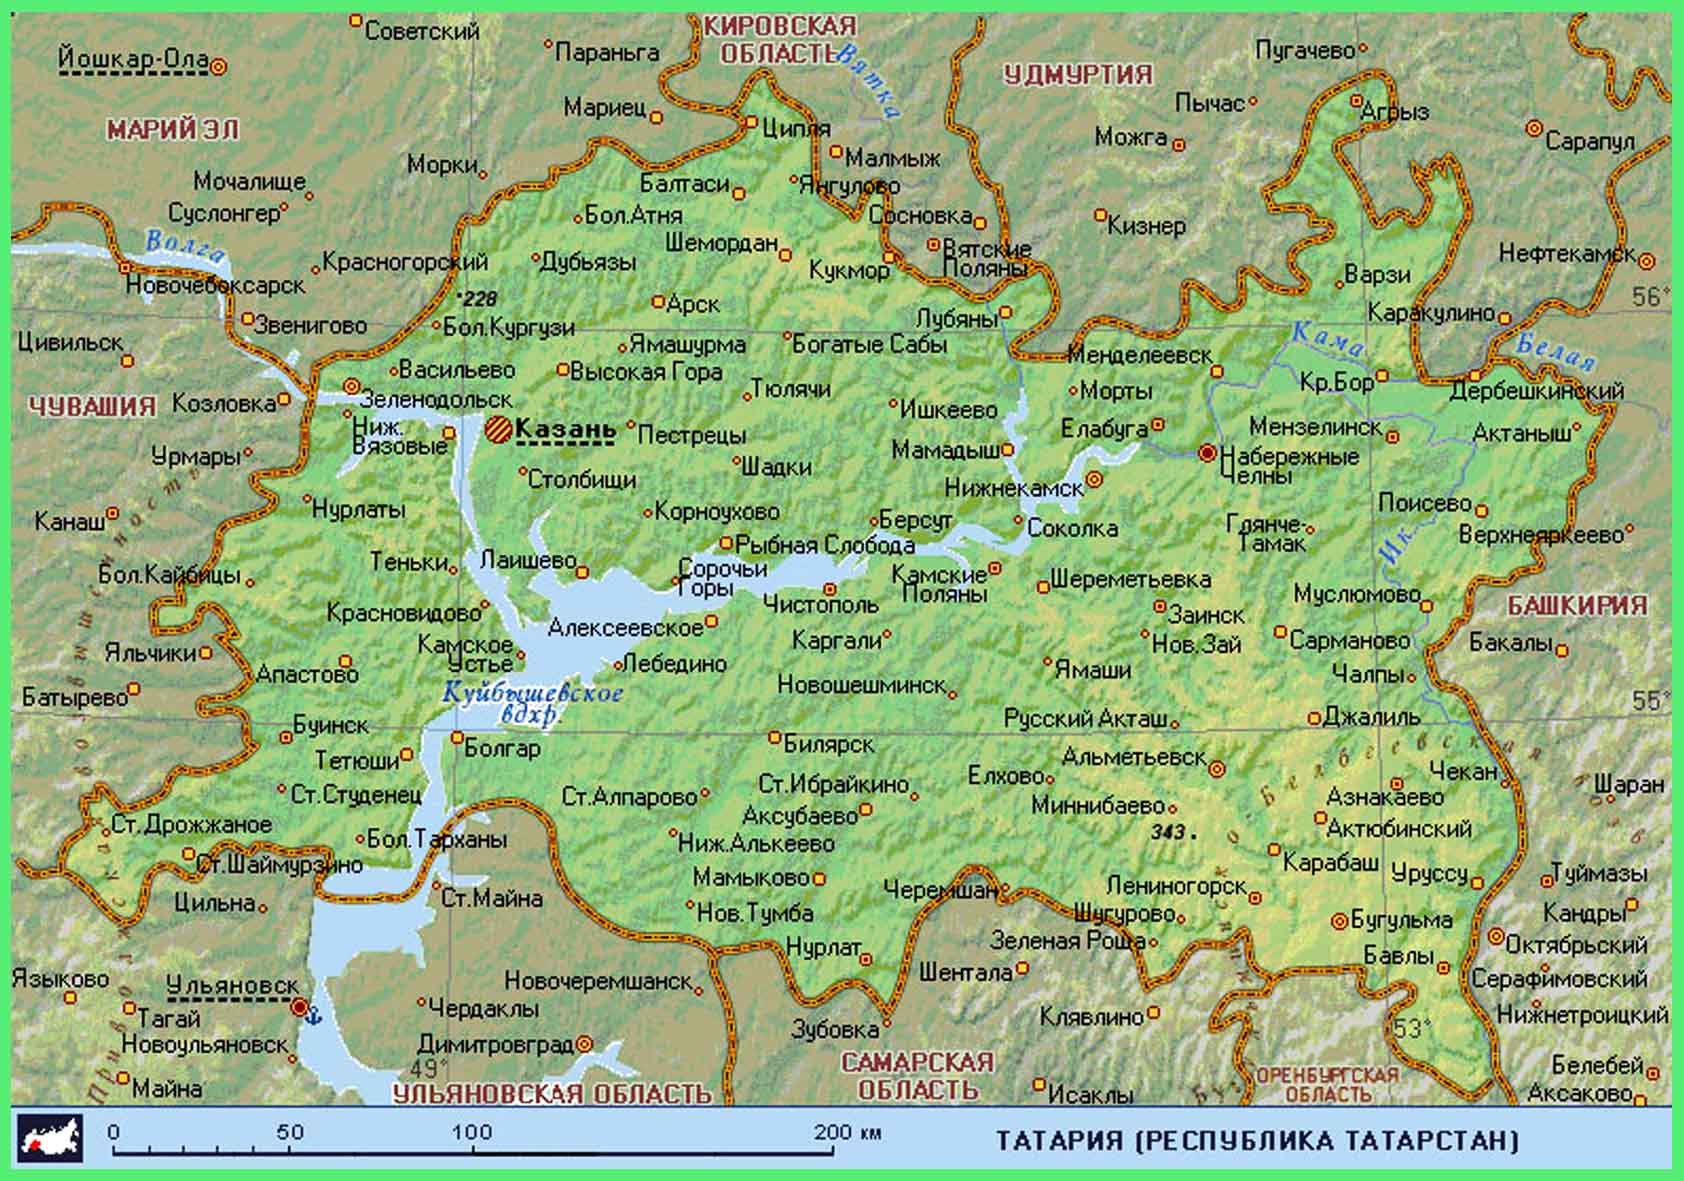 Советский
КИРОВСКАЯ
ОБЛАСТЬ
Йошкар-Ола
Параньга
Вятка
УДМУРТИЯ
Пугачево
Мариец
Пычас
Агрыз
МАРИЙ ЭЛ
Ципля
Можга
Сарапул
Морки
Малмыж
Мочалище
Балтаси
Янгулово
Суслонгер
Бол.Атня
Сосновка
Кизнер
Волга
Шемордан
Вятские
Поляны
Нефтекамск
Красногорский
Дубъязы
Кукмор
Варзи
Новочебоксарск
228
Арск
56°
Звенигово
Бол.Кургузи
Лубяны
Каракулино
Цивильск
Ямашурма
Богатые Сабы
Кама
Белая
Васильево
Высокая Гора
Менделеевск
Кр.Бор
Дербешкинский
ЧУВАШИЯ
Козловка
Зеленодольск
Тюлячи
Морты
Ишкеево
Ниж.
Вязовые
Казань
Пестрецы
Елабуга
Мензелинск
Актаныш
Урмары
Мамадыш
Набережные
Челны
Столбищи
Шадки
Нижнекамск
Нурлаты
Корноухово
Поисево
Канаш
Берсут
Соколка
Глянче-
Тамак
Верхнеяркеево
Рыбная Слобода
Ик
Теньки
Лаишево
Бол.Кайбицы
Сорочьи
Горы
Камские
Поляны
Шереметьевка
Муслюмово
Красновидово
Чистополь
Заинск
БАШКИРИЯ
Алексеевское
Каргали
Нов.Зай
Сарманово
Бакалы
Яльчики
Камское
Устье
Лебедино
Ямаши
Чалпы
Апастово
Куйбышевское
вдхр.
Новошешминск
Батырево
55°
Буинск
Русский Акташ
Джалиль
Тетюши
Болгар
Билярск
Альметьевск
Белебеевская
Чекан
Ст.Студенец
Ст.Алпарово
Ст.Ибрайкино
Елхово
Шаран
Аксубаево
Миннибаево
Азнакаево
Ст.Дрожжаное
Бол.Тарханы
Ниж.Алькеево
343
Актюбинский
Ст.Шаймурзино
Карабаш
Уруссу
Туймазы
Мамыково
Черемшан
Лениногорск
Цильна
Ст.Майна
Нов.Тумба
Шугурово
Бугульма
Кандры
Нурлат
Зеленая Роща
Октябрьский
Языково
Ульяновск
Новочеремшанск
Шентала
Бавлы
Серафимовский
Тагай
Чердаклы
Зубовка
Клявлино
53°
Нижнетроицкий
Новоульяновск
Димитровград
Майна
49°
САМАРСКАЯ
ОБЛАСТЬ
ОРЕНБУРГСКАЯ
ОБЛАСТЬ
Белебей
УЛЬЯНОВСКАЯ ОБЛАСТЬ
Исаклы
Аксаково
0 50 100 200 км
ТАТАРИЯ (РЕСПУБЛИКА ТАТАРСТАН)